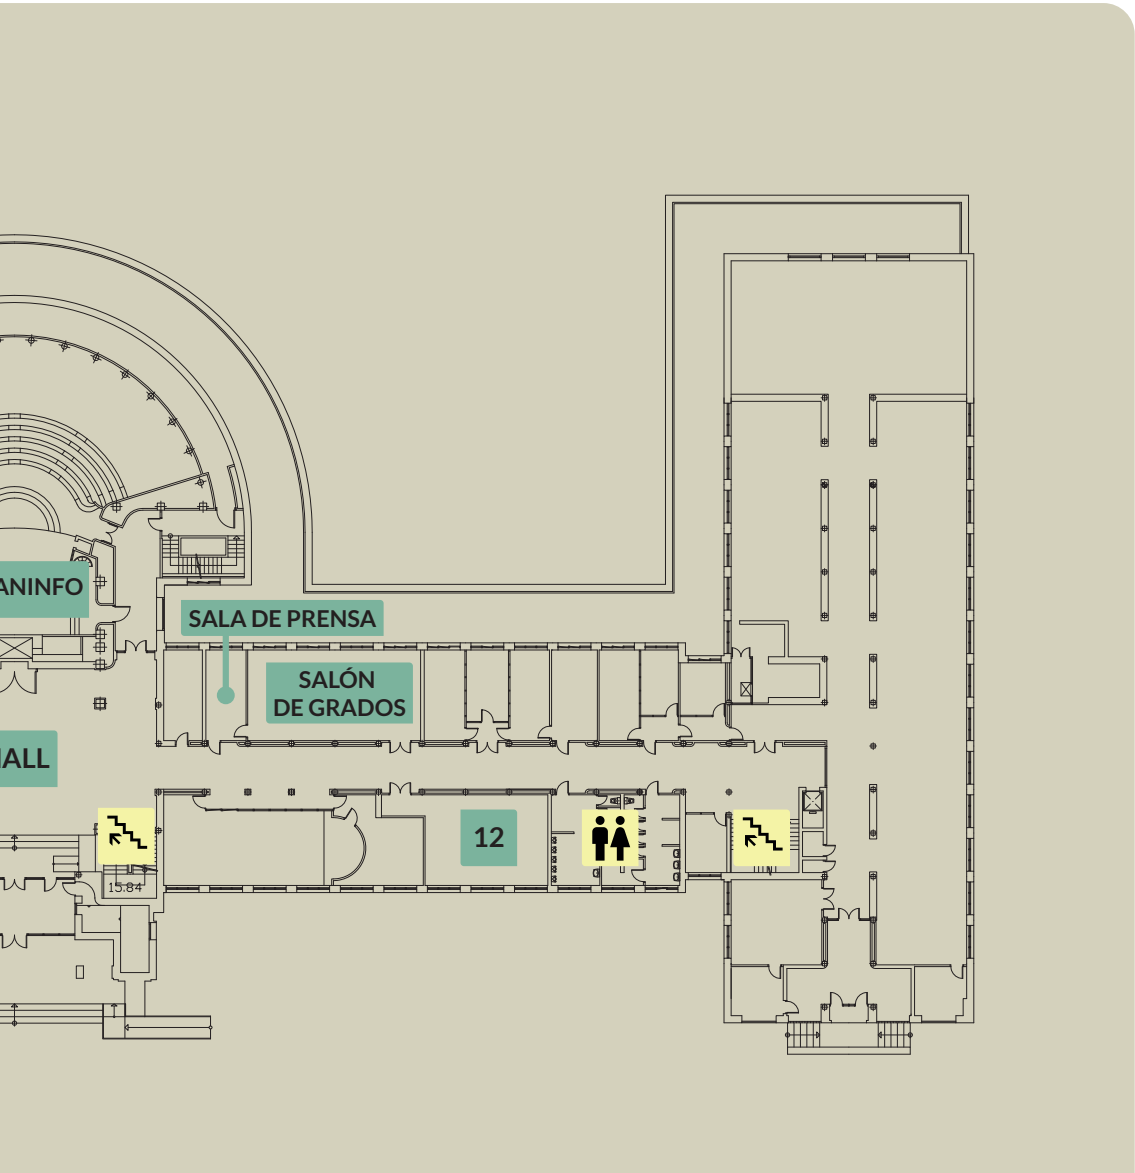 ANINFO
SALA DE PRENSA
SALÓN
DE GRADOS
HALL
12
15.84